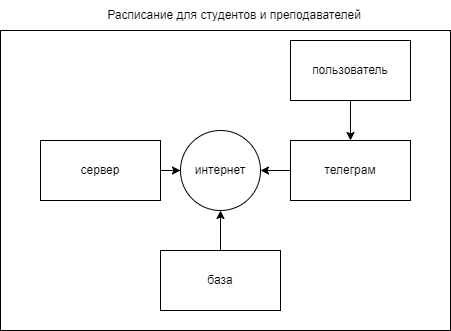 Расписание для студентов и преподавателей
пользователь
сервер
интернет
телеграм
база